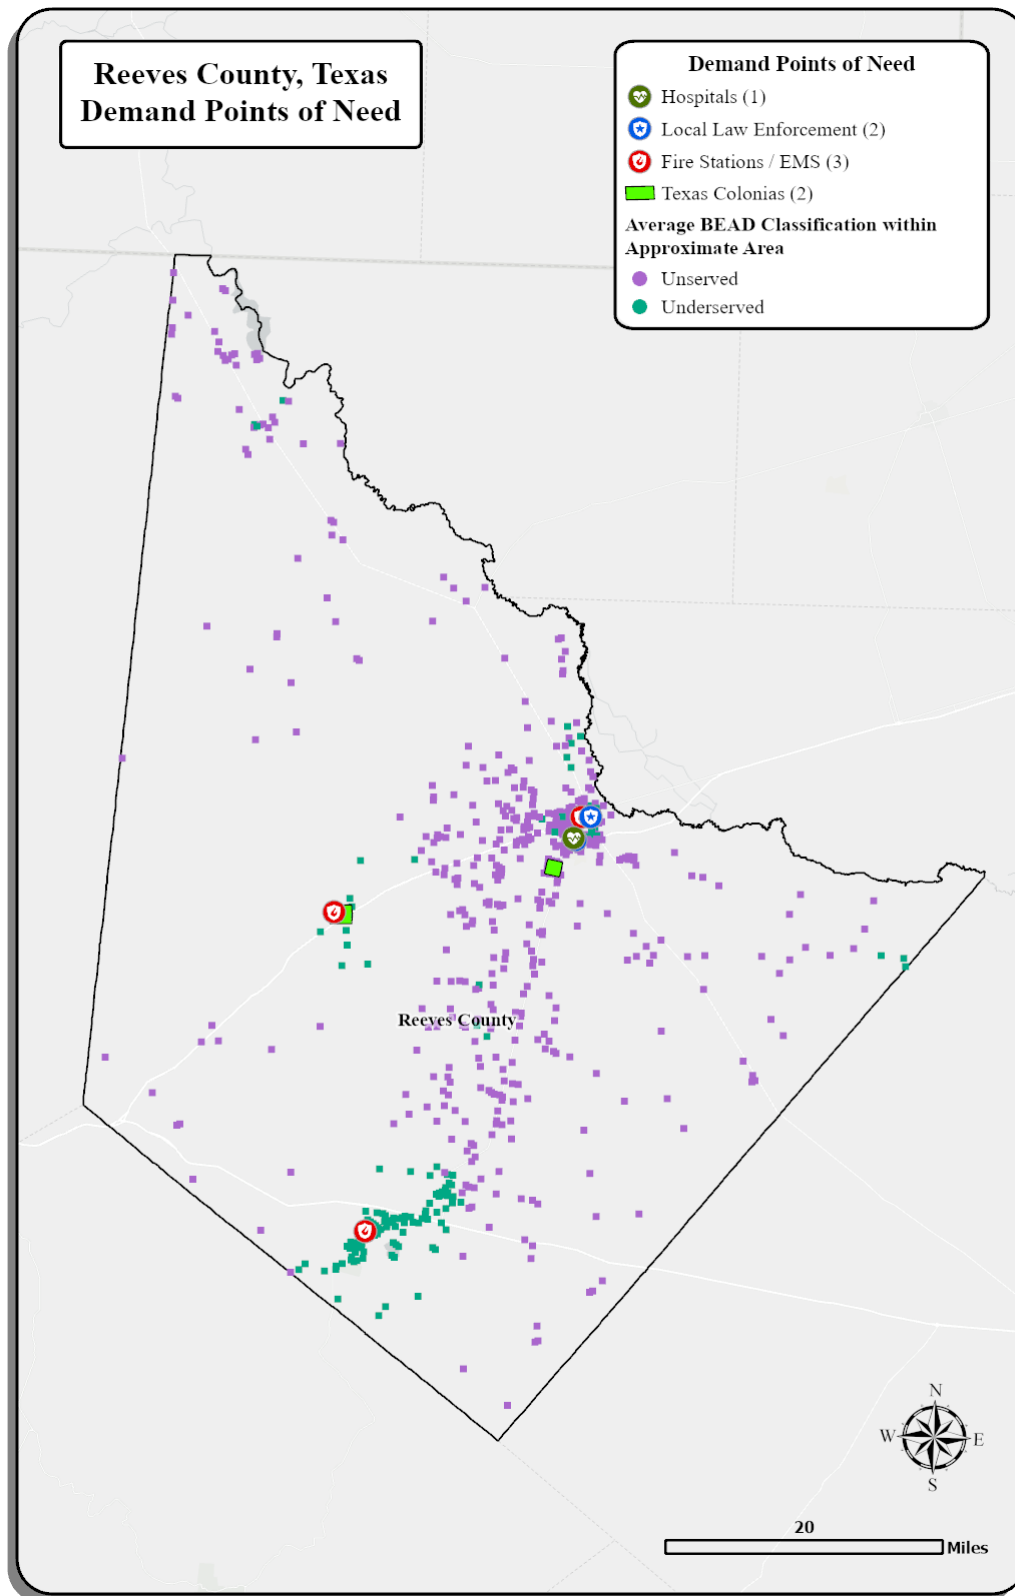 Reeves County, Texas
Demand Points of Need
Demand Points of Need
Hospitals (1)
Local Law Enforcement (2)
Fire Stations / EMS (3)
Texas Colonias (2)
Average BEAD Classification within
Approximate Area
Unserved
Underserved
Reeves County
N
W
E
S
20
Miles